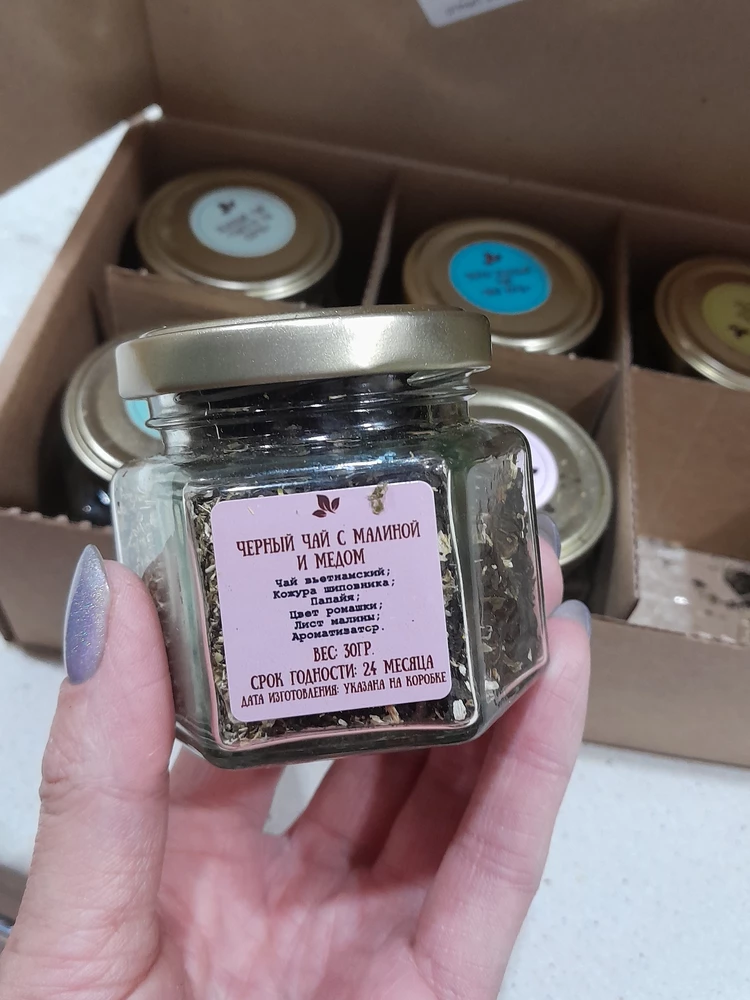 ЧЕРНЫЙ ЧАЙ С МАЛИНОЙ
И МЕДОМ
Чай вьетнамский;
Кожура шиповника;
Папайя;
Цвет ромашки;
Лист малины;
Ароматизатор.
ВЕС: 30ГР.
СРОК ГОДНОСТИ: 24 МЕСЯЦА
ДАТА ИЗГОТОВЛЕНИЯ: УКАЗАНА НА КОРОБКЕ